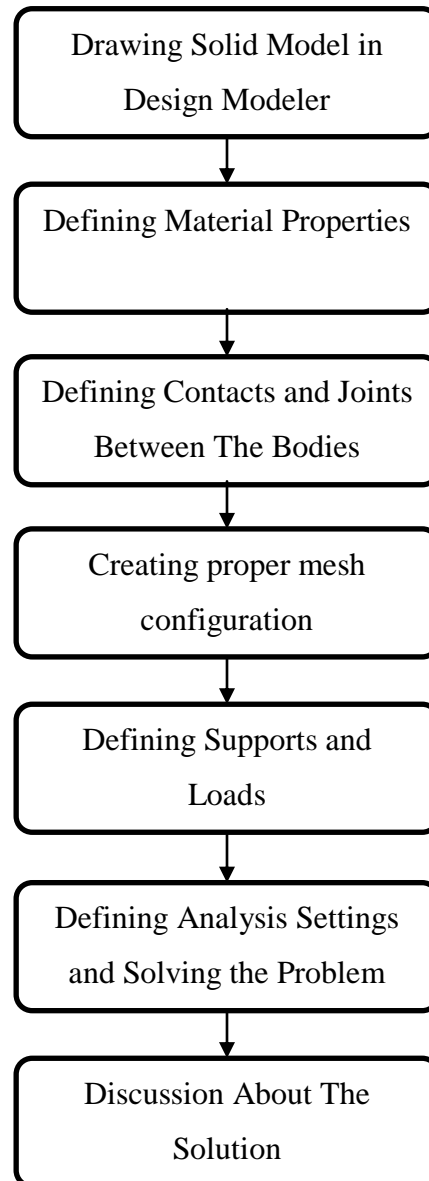 Drawing Solid Model in
Design Modeler
Defining Material Properties
Defining Contacts and Joints
Between The Bodies
Creating proper mesh
configuration
Defining Supports and
Loads
Defining Analysis Settings
and Solving the Problem
Discussion About The
Solution